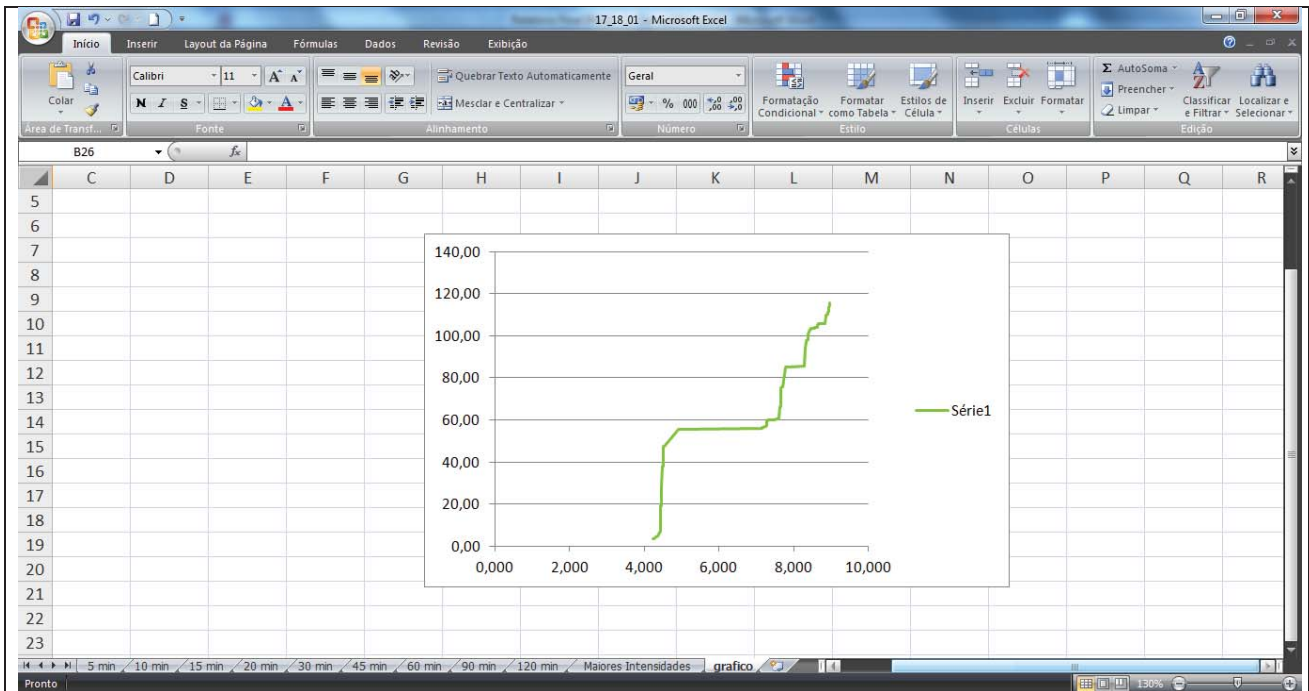 17_18_01 - Microsoft Excel
Início Inserir Layout da Página Fórmulas Dados Revisão Exibição
Colar
Calibri 11 A A
N I S A
Quebrar Texto Automaticamente
Mesclar e Centralizar
Geral
% 000
Formatação Condicional
Formatar como Tabela
Estilos de Célula
Inserir Excluir Formatar
Σ AutoSoma
Preencher
Limpar
Classificar e Filtrar
Localizar e Selecionar
Área de Transf... Fonte Alinhamento Número Estilo Células Edição
B26 fx
C D E F G H I J K L M N O P Q R
5
6
7
8
9
10
11
12
13
14
15
16
17
18
19
20
21
22
23
140,00
120,00
100,00
80,00
60,00
40,00
20,00
0,00
0,000 2,000 4,000 6,000 8,000 10,000
Série1
5 min 10 min 15 min 20 min 30 min 45 min 60 min 90 min 120 min Maiores Intensidades grafico
Pronto 130%